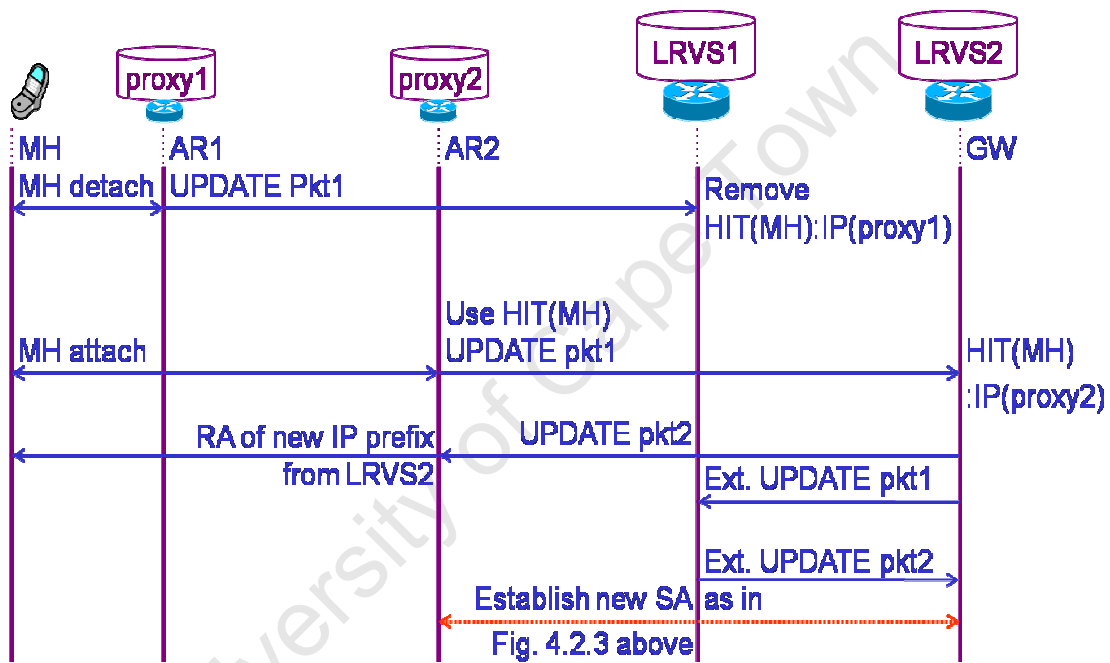 proxy1
proxy2
LRVS1
LRVS2
MH
AR1
AR2
GW
MH detach
UPDATE Pkt1
Remove
HIT(MH):IP(proxy1)
Use HIT(MH)
MH attach
UPDATE pkt1
HIT(MH)
:IP(proxy2)
RA of new IP prefix
from LRVS2
UPDATE pkt2
Ext. UPDATE pkt1
Ext. UPDATE pkt2
Establish new SA as in
Fig. 4.2.3 above
versity of Cape Town